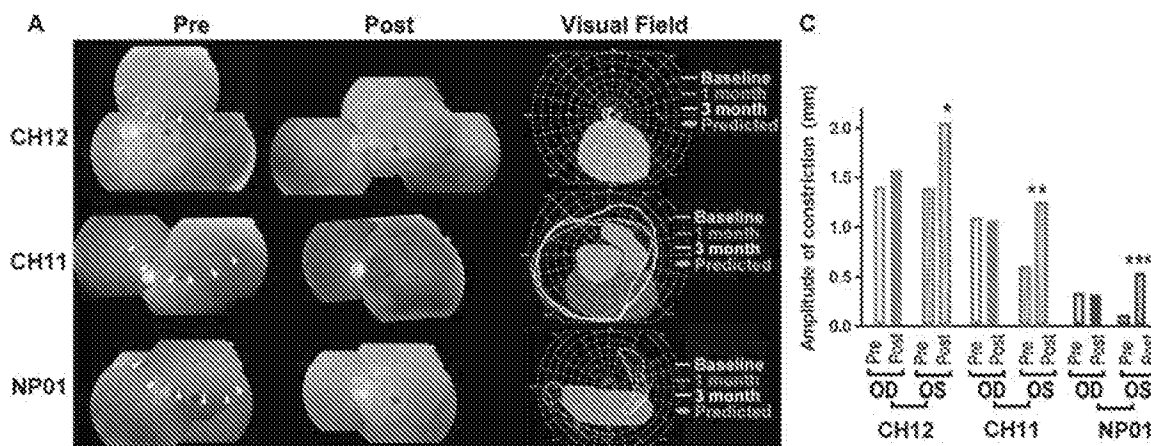 A Pre Post Visual Field C
CH12
Baseline
1 month
3 month
Predicted
CH11
Baseline
1 month
3 month
Predicted
NP01
Baseline
1 month
3 month
Predicted
Amplitude of constriction (mm)
2.0
1.5
1.0
0.5
0.0
*
**
***
Pre Post Pre Post Pre Post Pre Post Pre Post Pre Post
OD OS OD OS OD OS
CH12 CH11 NP01